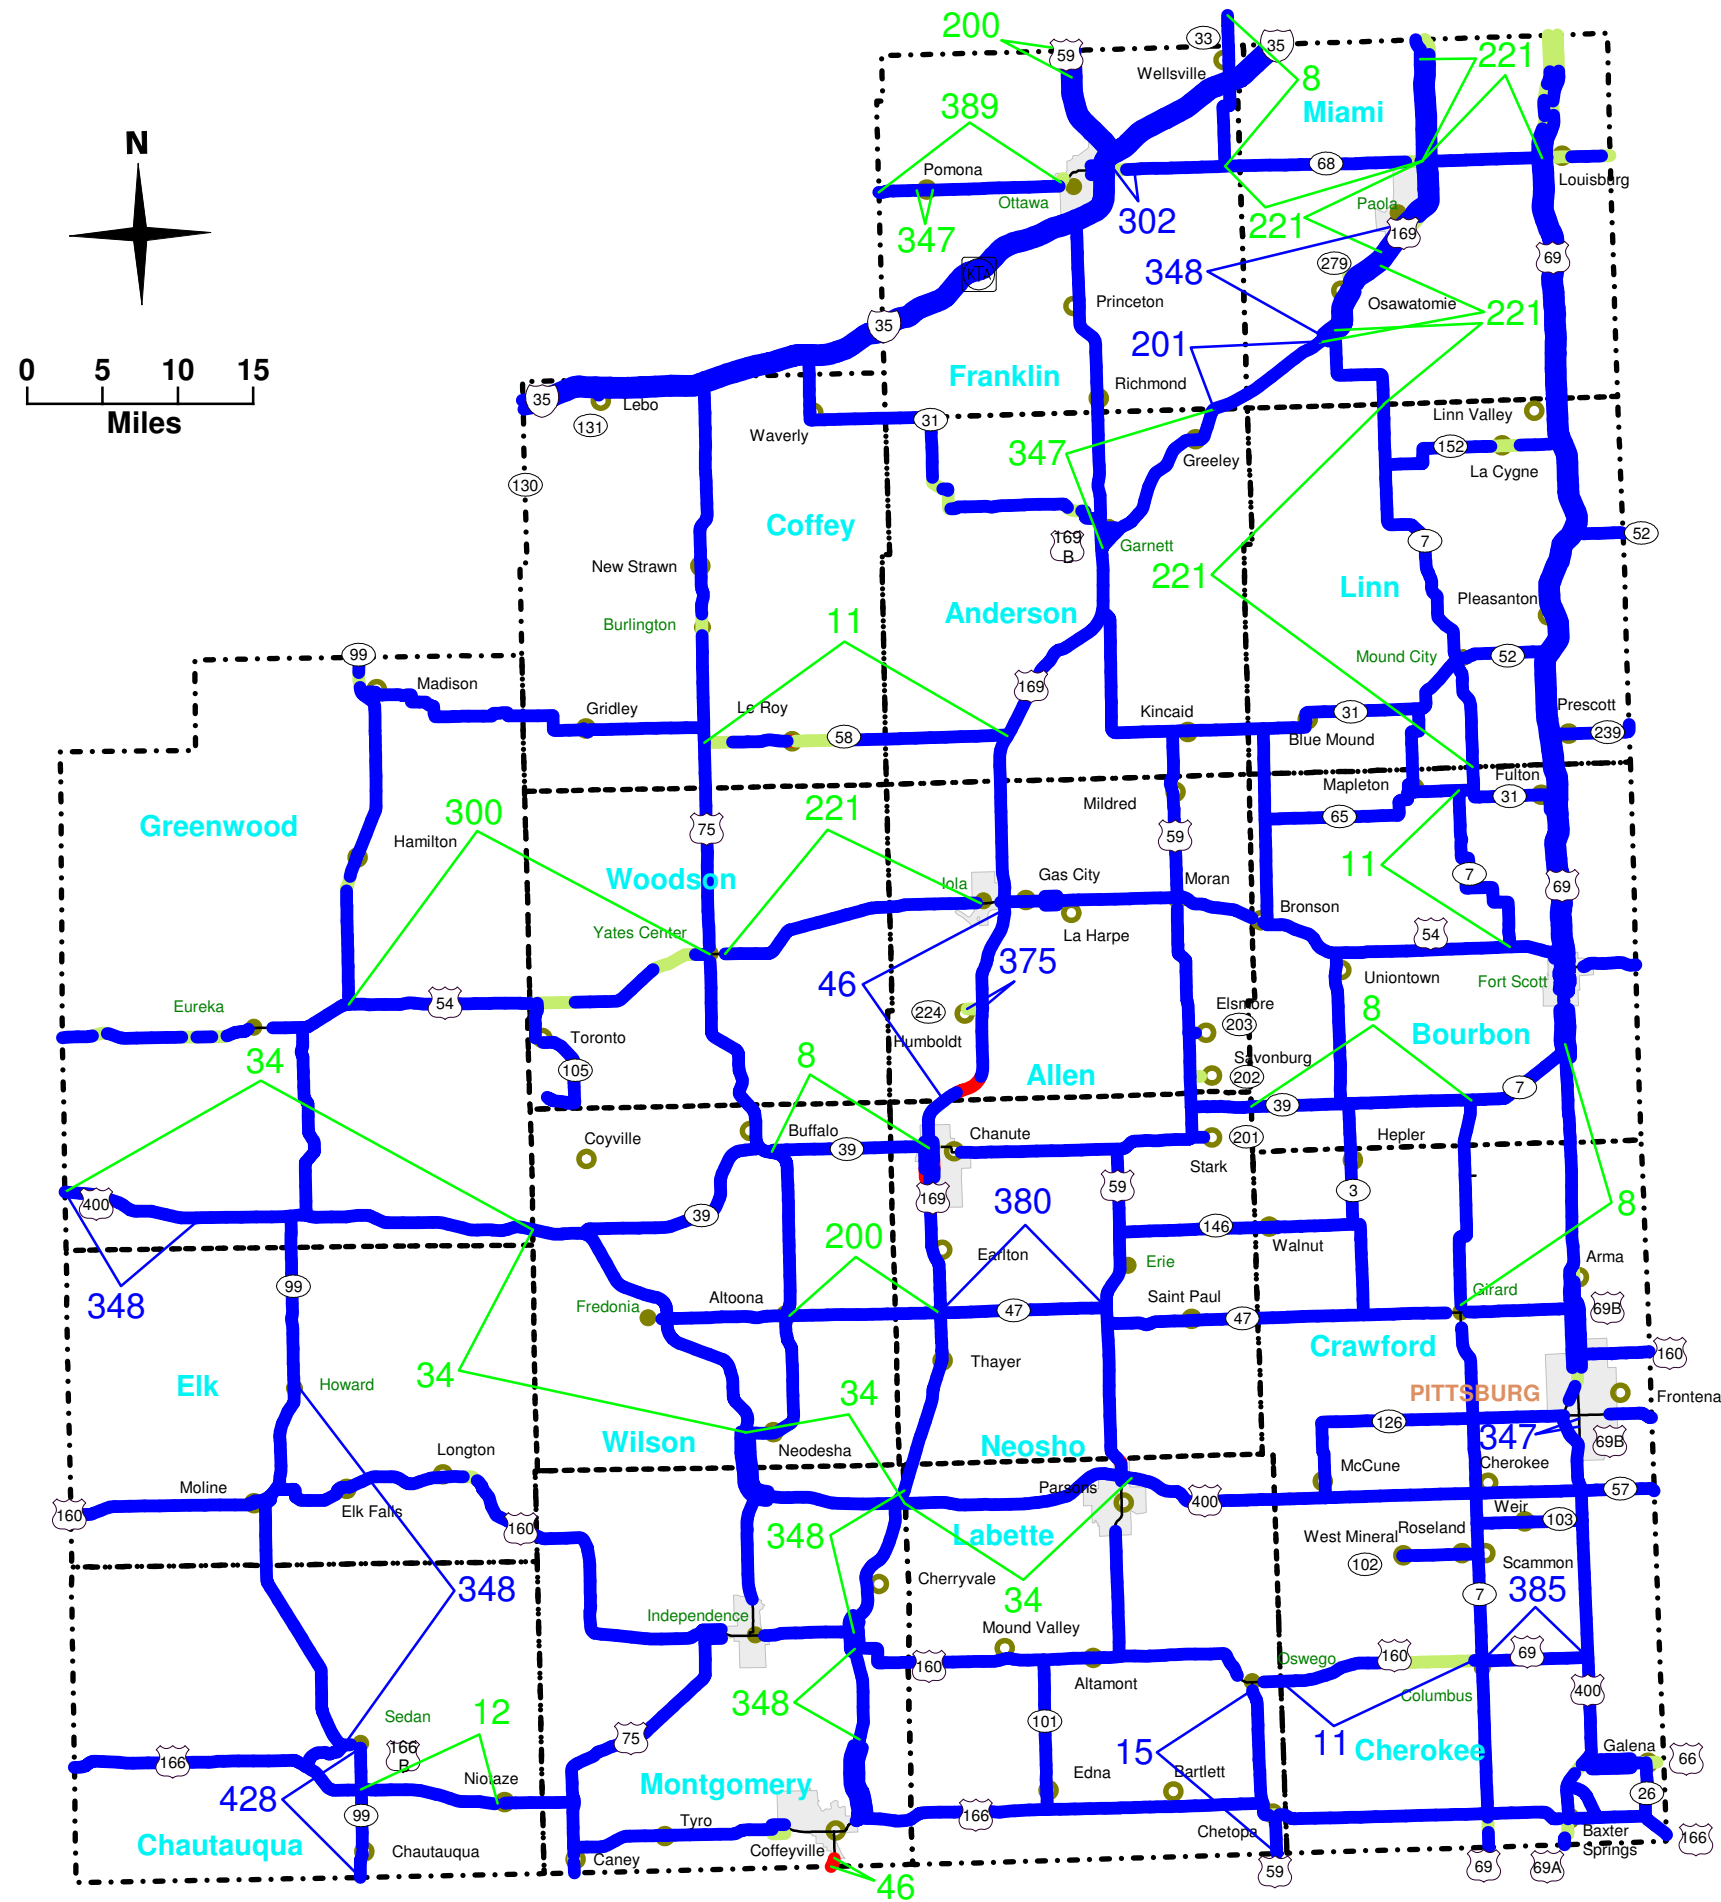 200
59
33
35
Wellsville
8
221
Miami
389
N
Pomona
68
Louisburg
Ottawa
302
Paola
221
169
347
348
279
69
KTA
Princeton
Osawatomie
221
35
201
0 5 10 15
Miles
Franklin
Richmond
35
Lebo
131
Waverly
31
Linn Valley
347
Greeley
152
La Cygne
130
Coffey
169
B
Garnett
7
52
New Strawn
221
Linn
Burlington
11
Anderson
Pleasanton
99
Mound City
52
Madison
169
Gridley
Le Roy
58
Kincaid
31
Blue Mound
Prescott
239
300
221
Mildred
Mapleton
Fulton
31
65
Greenwood
Hamilton
75
59
11
Woodson
Iola
Gas City
Moran
7
69
Yates Center
La Harpe
Bronson
54
46
375
Uniontown
Fort Scott
Eureka
54
224
Humboldt
Elsmore
203
8
Bourbon
34
Toronto
105
8
Allen
Savonburg
202
39
7
Coyville
Buffalo
39
Chanute
201
Stark
Hepler
400
39
169
380
59
3
8
146
Walnut
200
Earlton
Erie
Arma
348
99
Fredonia
Altoona
47
Saint Paul
47
Girard
69B
Crawford
160
34
Thayer
Elk
Howard
34
PITTSBURG
Frontena
126
347
69B
Wilson
Neodesha
Neosho
Longton
McCune
Cherokee
Moline
Elk Falls
Parsons
400
57
160
160
348
Labette
Weir
103
West Mineral
Roseland
102
Scammon
Cherryvale
34
7
385
348
Independence
Mound Valley
160
Altamont
Oswego
160
69
Columbus
400
348
Sedan
12
166
B
75
101
15
11
Cherokee
Galena
66
166
Niotaze
Montgomery
Edna
Bartlett
26
428
99
Tyro
166
Chetopa
Baxter
Springs
166
Chautauqua
Chautauqua
Caney
Coffeyville
59
69
69A
46